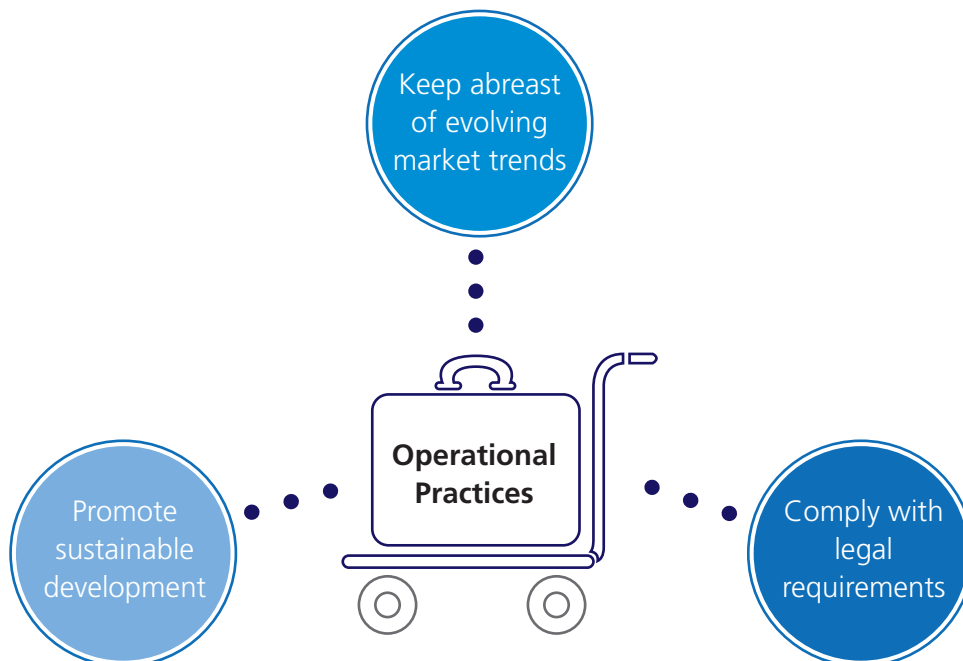 Keep abreast
of evolving
market trends
Operational
Practices
Promote
sustainable
development
Comply with
legal
requirements